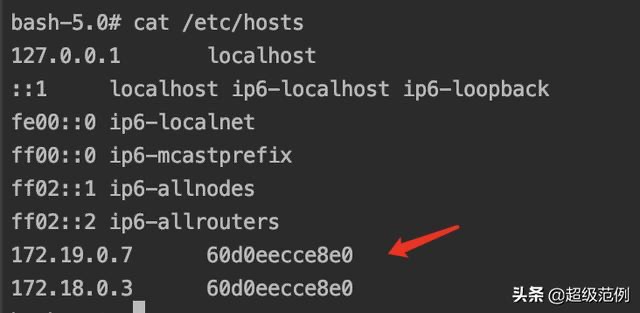 bash-5.0# cat /etc/hosts
127.0.0.1 localhost
::1 localhost ip6-localhost ip6-loopback
fe00::0 ip6-localnet
ff00::0 ip6-mcastprefix
ff02::1 ip6-allnodes
ff02::2 ip6-allrouters
172.19.0.7 60d0eecce8e0
172.18.0.3 60d0eecce8e0
头条 @超级范例